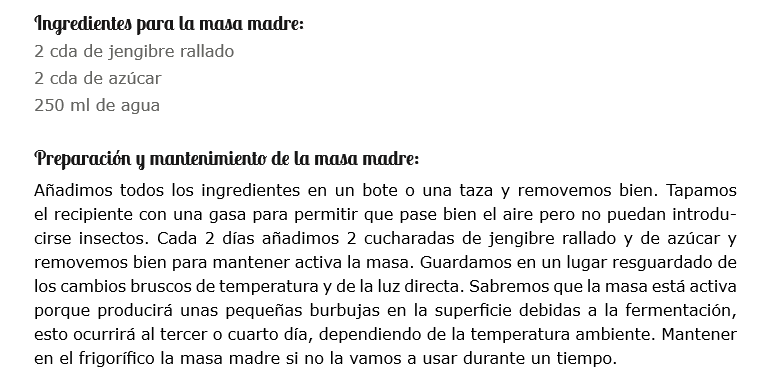 Ingredientes para la masa madre:
2 cda de jengibre rallado
2 cda de azúcar
250 ml de agua
Preparación y mantenimiento de la masa madre:
Añadimos todos los ingredientes en un bote o una taza y removemos bien. Tapamos
el recipiente con una gasa para permitir que pase bien el aire pero no puedan introdu-
cirse insectos. Cada 2 días añadimos 2 cucharadas de jengibre rallado y de azúcar y
removemos bien para mantener activa la masa. Guardamos en un lugar resguardado de
los cambios bruscos de temperatura y de la luz directa. Sabremos que la masa está activa
porque producirá unas pequeñas burbujas en la superficie debidas a la fermentación,
esto ocurrirá al tercer o cuarto día, dependiendo de la temperatura ambiente. Mantener
en el frigorífico la masa madre si no la vamos a usar durante un tiempo.